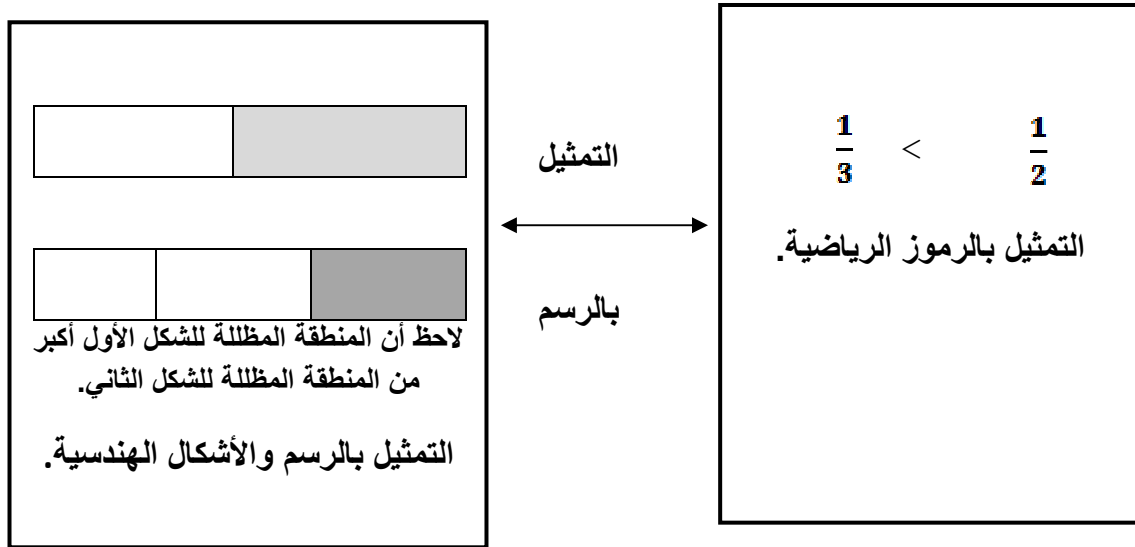 1/3 < 1/2
التمثيل بالرموز الرياضية.
التمثيل
بالرسم
لاحظ أن المنطقة المظللة للشكل الأول أكبر
من المنطقة المظللة للشكل الثاني.
التمثيل بالرسم والأشكال الهندسية.